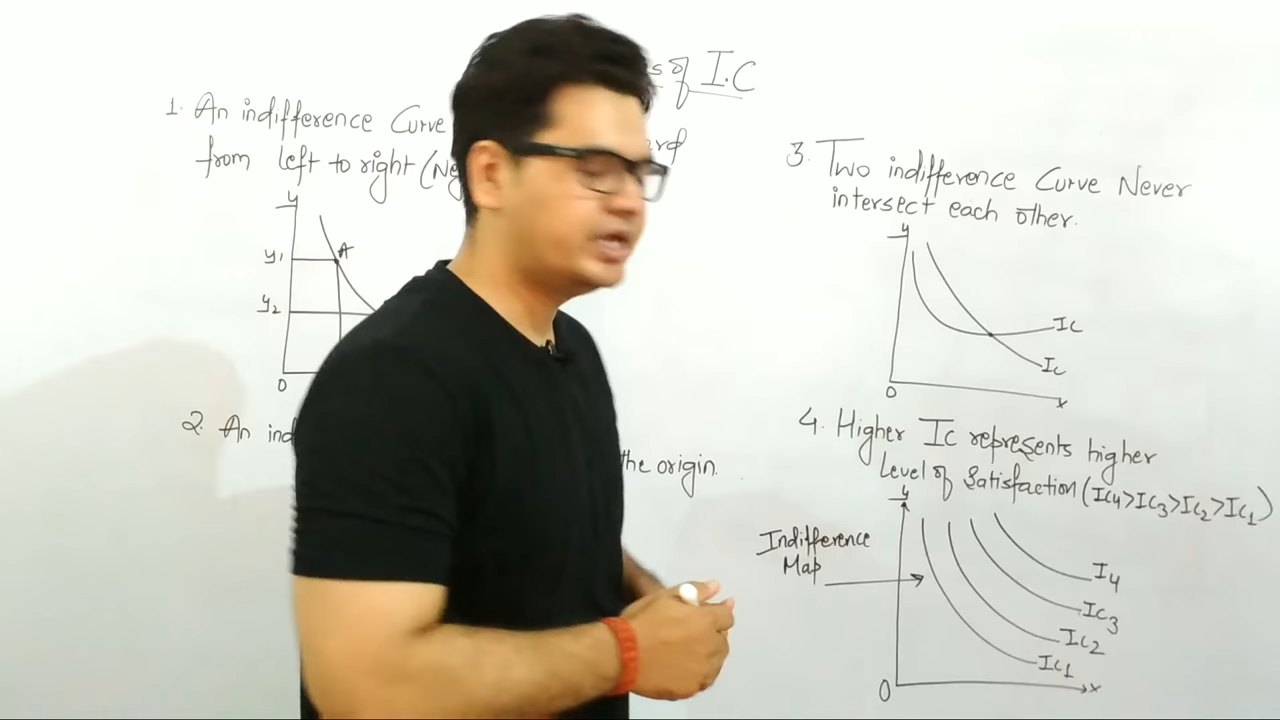 s of I.C
1. An indifference Curve
from left to right (Ne
y
y1
A
y2
0
2. An ind
the origin.
3. Two indifference Curve Never
intersect each other.
y
Ic
Ic
0
x
4. Higher Ic represents higher
Level of Satisfaction (Ic4>Ic3>Ic2>Ic1)
y
Indifference
Map
I4
Ic3
Ic2
Ic1
0
x